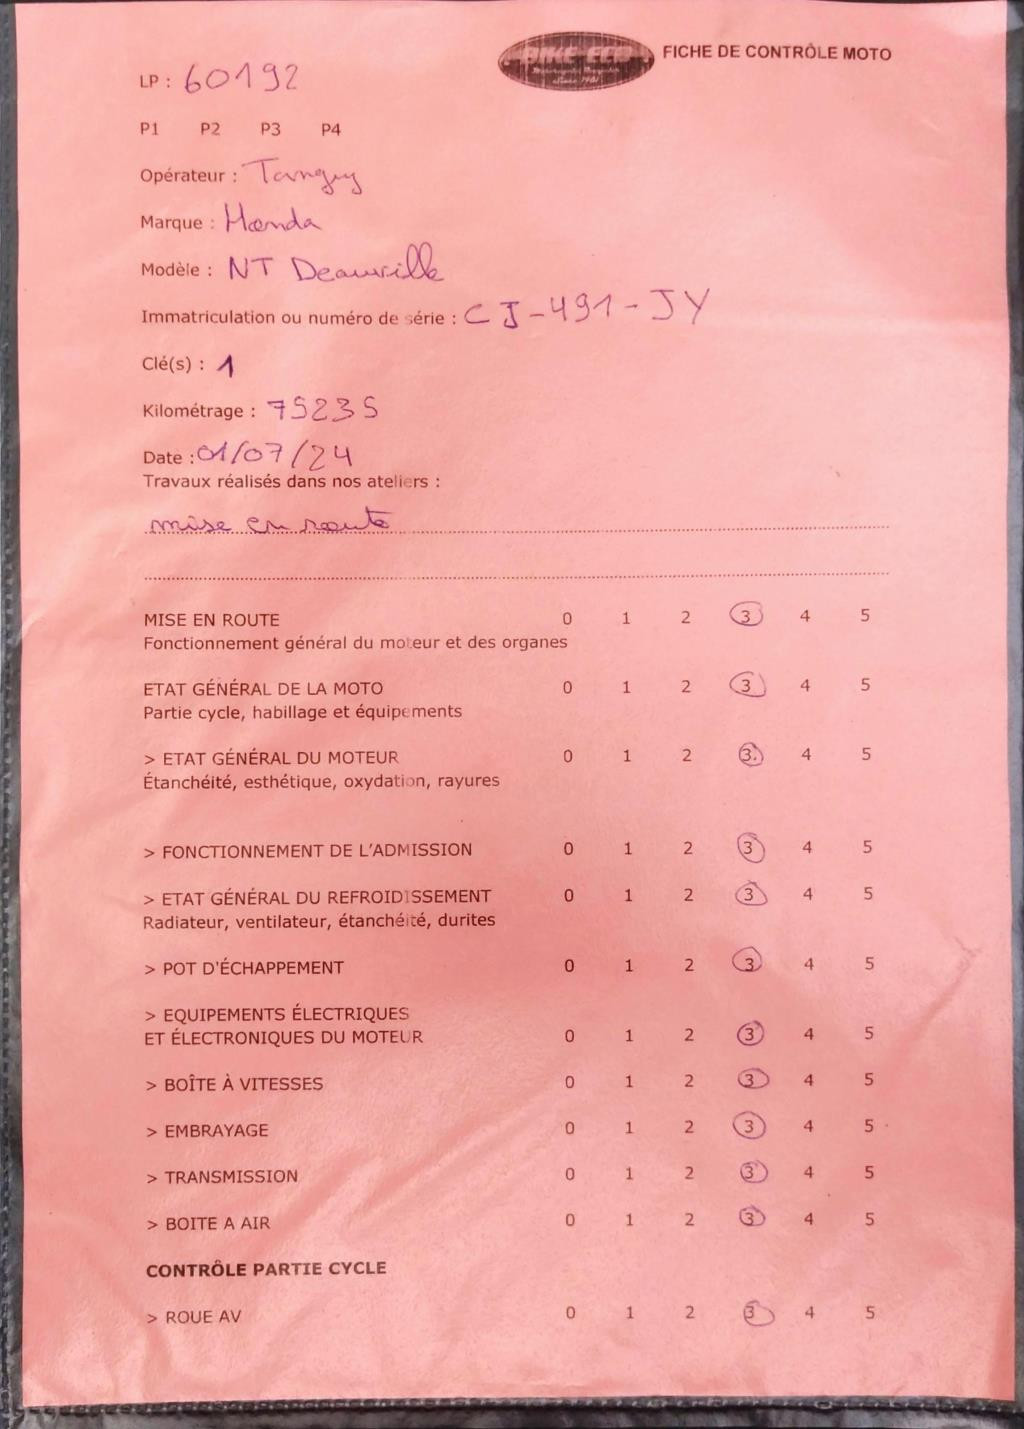 BIKE-ECO
FICHE DE CONTRÔLE MOTO
LP : 60192
P1 P2 P3 P4
Opérateur : Tanguy
Marque : Honda
Modèle : NT Deauville
Immatriculation ou numéro de série : CJ-491-JY
Clé(s) : 1
Kilométrage : 75235
Date : 01/07/24
Travaux réalisés dans nos ateliers :
mise en route
MISE EN ROUTE 0 1 2 3 4 5
Fonctionnement général du moteur et des organes
ETAT GÉNÉRAL DE LA MOTO 0 1 2 3 4 5
Partie cycle, habillage et équipements
> ETAT GÉNÉRAL DU MOTEUR 0 1 2 3 4 5
Étanchéité, esthétique, oxydation, rayures
> FONCTIONNEMENT DE L'ADMISSION 0 1 2 3 4 5
> ETAT GÉNÉRAL DU REFROIDISSEMENT 0 1 2 3 4 5
Radiateur, ventilateur, étanchéité, durites
> POT D'ÉCHAPPEMENT 0 1 2 3 4 5
> EQUIPEMENTS ÉLECTRIQUES
ET ÉLECTRONIQUES DU MOTEUR 0 1 2 3 4 5
> BOÎTE À VITESSES 0 1 2 3 4 5
> EMBRAYAGE 0 1 2 3 4 5
> TRANSMISSION 0 1 2 3 4 5
> BOITE A AIR 0 1 2 3 4 5
CONTRÔLE PARTIE CYCLE
> ROUE AV 0 1 2 3 4 5